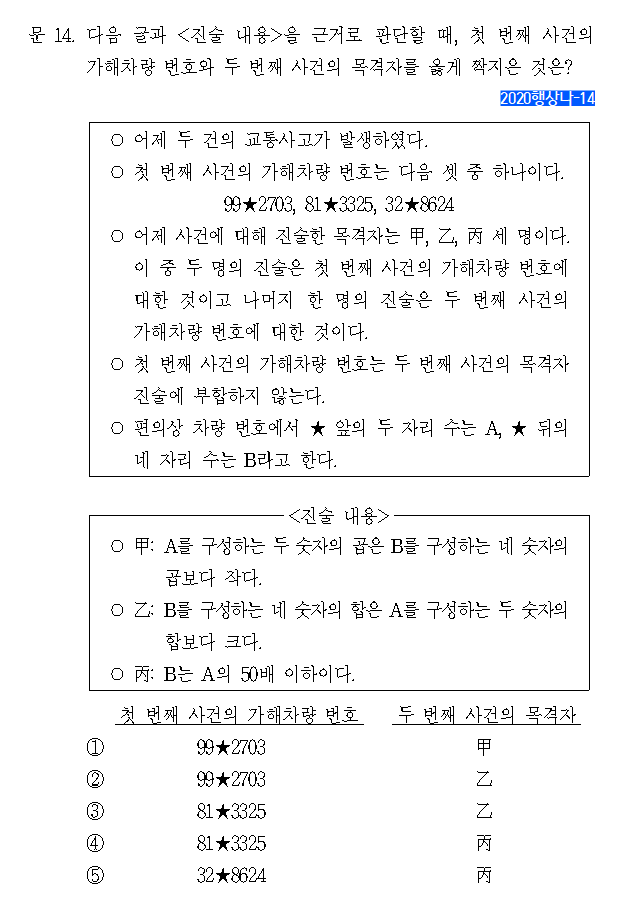 문 14. 다음 글과 <진술 내용>을 근거로 판단할 때, 첫 번째 사건의
가해차량 번호와 두 번째 사건의 목격자를 옳게 짝지은 것은?
2020행상나-14
○ 어제 두 건의 교통사고가 발생하였다.
○ 첫 번째 사건의 가해차량 번호는 다음 셋 중 하나이다.
99★2703, 81★3325, 32★8624
○ 어제 사건에 대해 진술한 목격자는 甲, 乙, 丙 세 명이다.
이 중 두 명의 진술은 첫 번째 사건의 가해차량 번호에
대한 것이고 나머지 한 명의 진술은 두 번째 사건의
가해차량 번호에 대한 것이다.
○ 첫 번째 사건의 가해차량 번호는 두 번째 사건의 목격자
진술에 부합하지 않는다.
○ 편의상 차량 번호에서 ★ 앞의 두 자리 수는 A, ★ 뒤의
네 자리 수는 B라고 한다.
<진술 내용>
○ 甲: A를 구성하는 두 숫자의 곱은 B를 구성하는 네 숫자의
곱보다 작다.
○ 乙: B를 구성하는 네 숫자의 합은 A를 구성하는 두 숫자의
합보다 크다.
○ 丙: B는 A의 50배 이하이다.
첫 번째 사건의 가해차량 번호 두 번째 사건의 목격자
① 99★2703 甲
② 99★2703 乙
③ 81★3325 乙
④ 81★3325 丙
⑤ 32★8624 丙